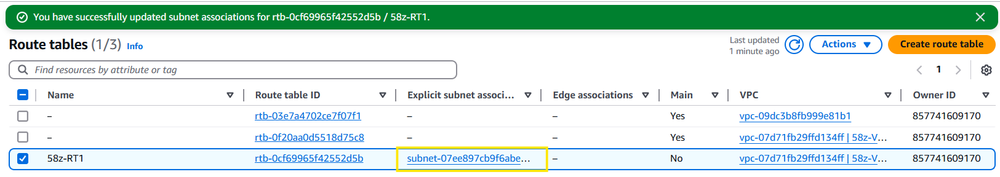 You have successfully updated subnet associations for rtb-0cf69965f42552d5b / 58z-RT1.
Route tables (1/3) Info
Last updated
1 minute ago
Actions
Create route table
Find resources by attribute or tag
1
Name Route table ID Explicit subnet associ... Edge associations Main VPC Owner ID
– rtb-03e7a4702ce7f07f1 – – Yes vpc-09dc3b8fb999e81b1 857741609170
– rtb-0f20aa0d5518d75c8 – – Yes vpc-07d71fb29ffd134ff | 58z-V... 857741609170
58z-RT1 rtb-0cf69965f42552d5b subnet-07ee897cb9f6abe... – No vpc-07d71fb29ffd134ff | 58z-V... 857741609170